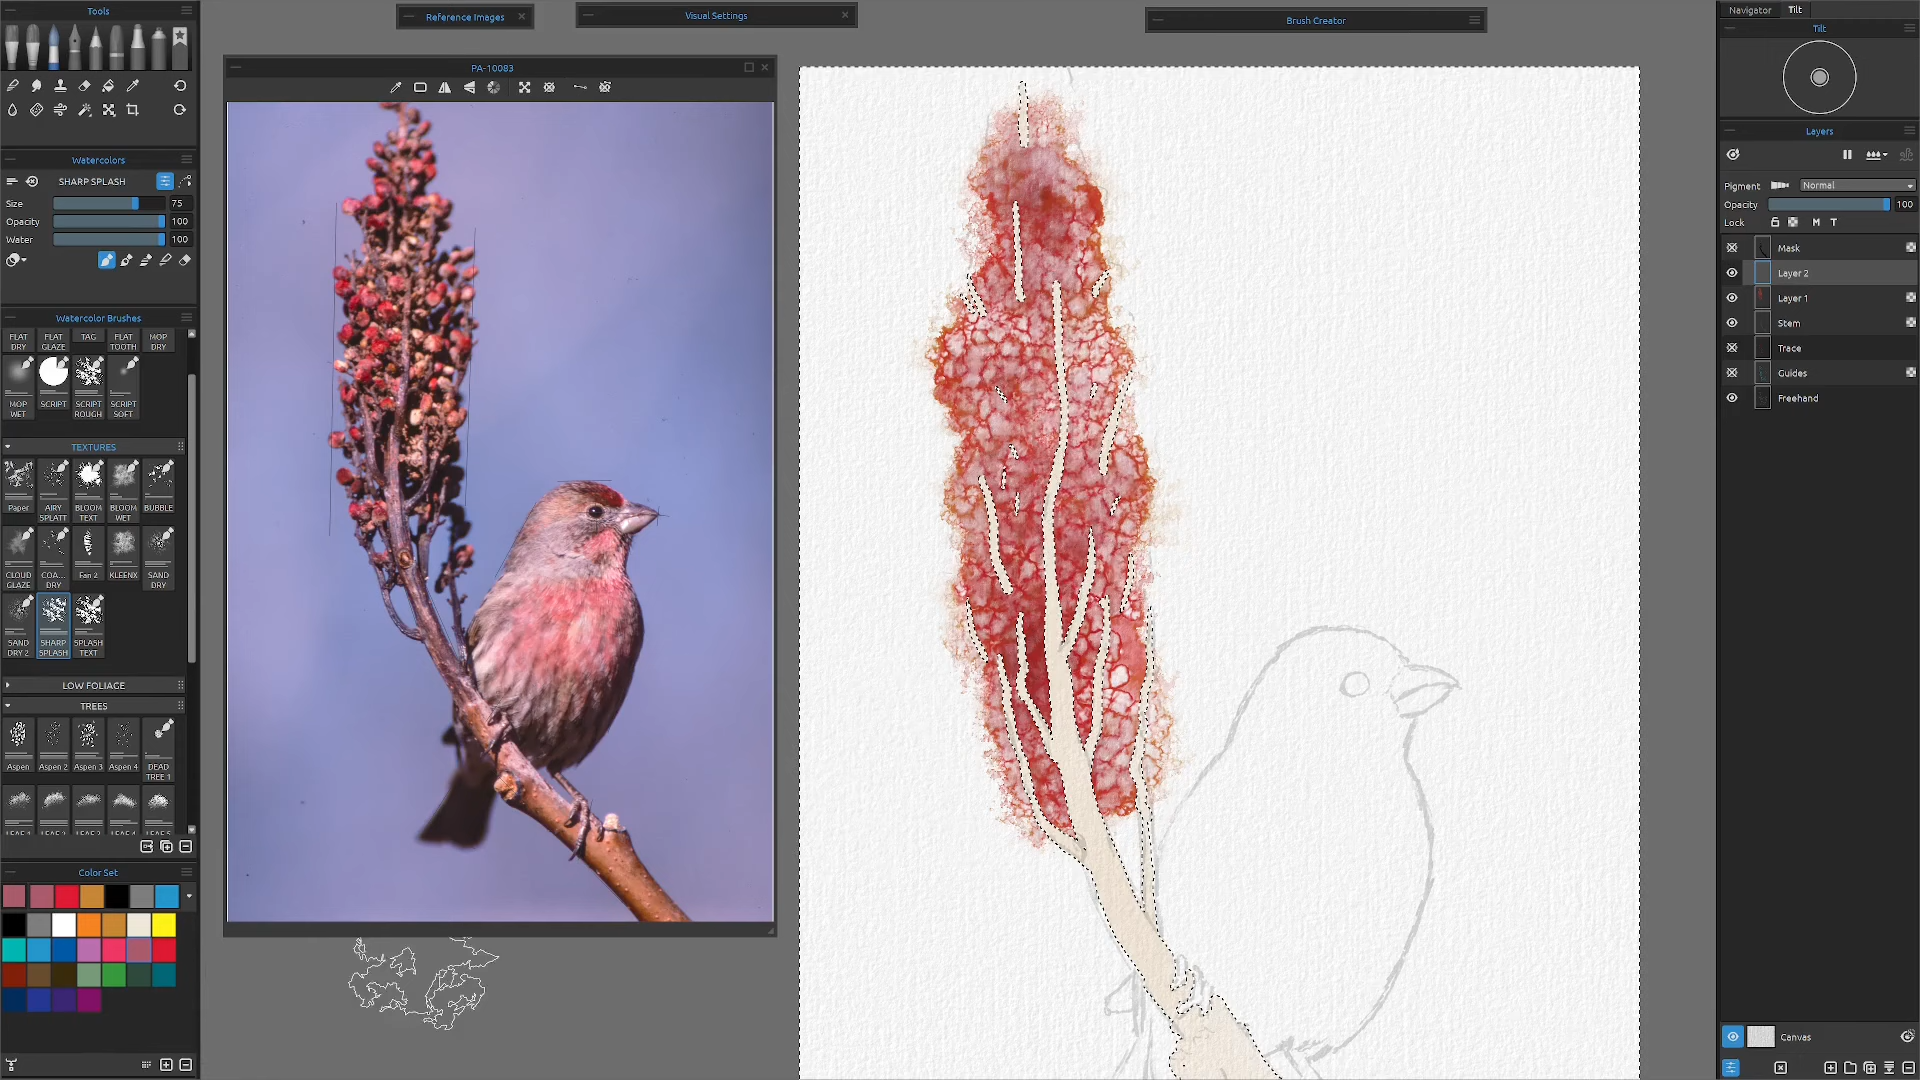 Tools
Reference Images
Visual Settings
Brush Creator
Navigator
Tilt
Tilt
PA-10083
Watercolors
SHARP SPLASH
Size
75
Opacity
100
Water
100
Watercolor Brushes
FLAT DRY
FLAT GLAZE
TAG
FLAT TOOTH
MOP DRY
MOP WET
SCRIPT
SCRIPT ROUGH
SCRIPT SOFT
TEXTURES
Paper
AIRY SPLATT
BLOOM TEXT
BLOOM WET
BUBBLE
CLOUD GLAZE
COA... DRY
Fan 2
KLEENX
SAND DRY
SAND DRY 2
SHARP SPLASH
SPLASH TEXT
LOW FOLIAGE
TREES
Aspen
Aspen 2
Aspen 3
Aspen 4
DEAD TREE 1
Color Set
Layers
Pigment
Normal
Opacity
100
Lock
M
T
Mask
Layer 2
Layer 1
Stem
Trace
Guides
Freehand
Canvas